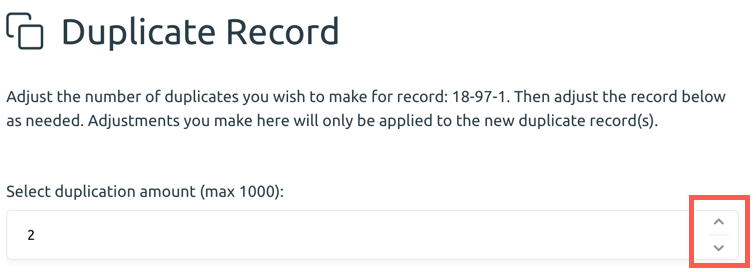 Duplicate Record
Adjust the number of duplicates you wish to make for record: 18-97-1. Then adjust the record below
as needed. Adjustments you make here will only be applied to the new duplicate record(s).
Select duplication amount (max 1000):
2